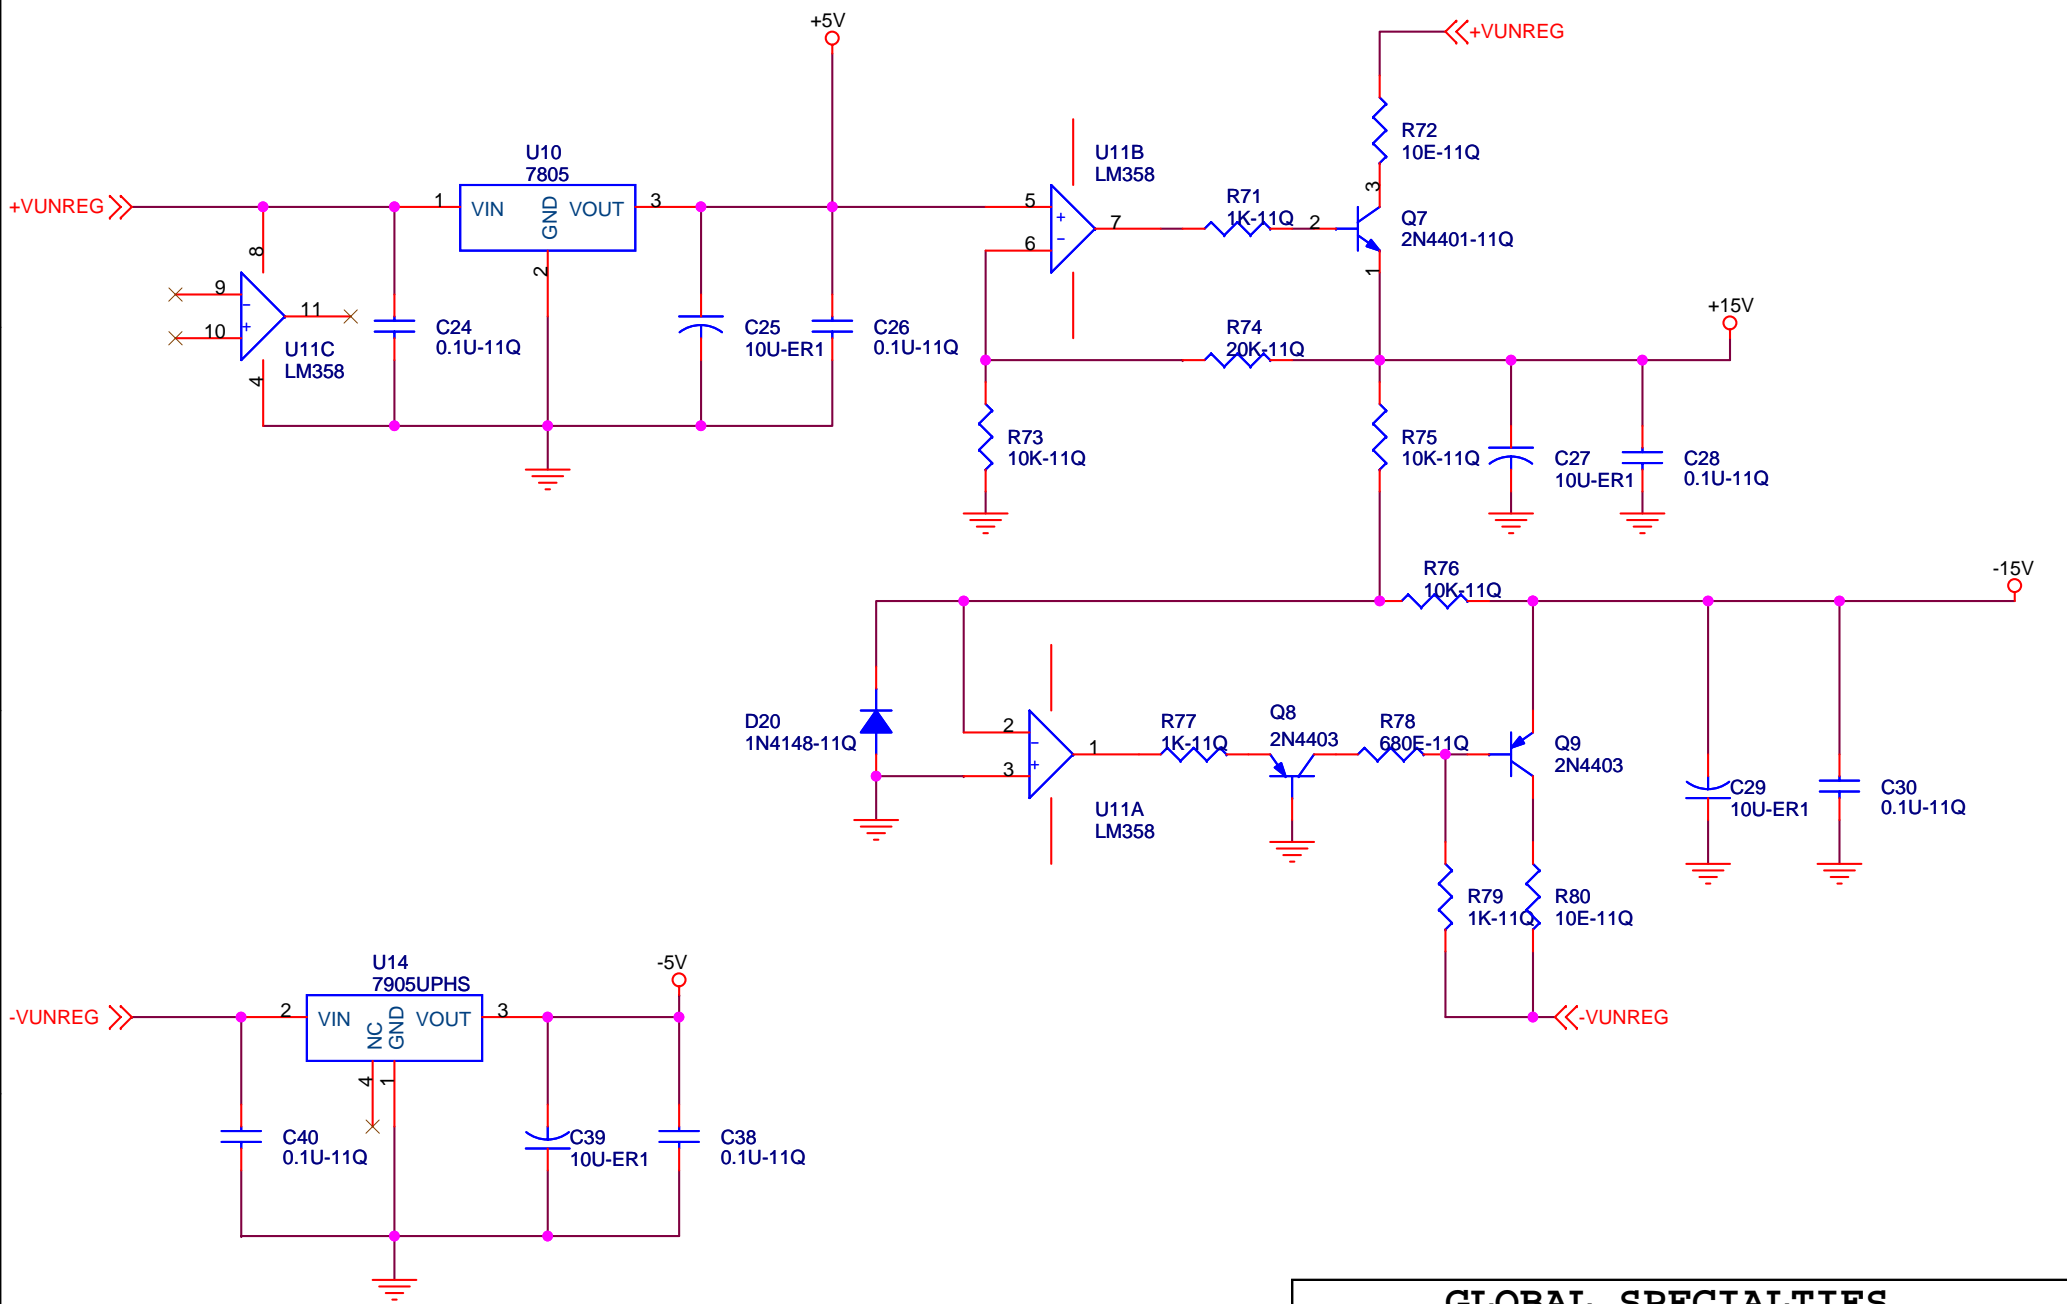 +5V
+VUNREG
R72
10E-11Q
3
U10
7805
U11B
LM358
+VUNREG
1
VIN
GND
VOUT
3
2
8
9
10
11
-
+
4
U11C
LM358
C24
0.1U-11Q
C25
10U-ER1
C26
0.1U-11Q
5
6
+
-
7
R71
1K-11Q
2
Q7
2N4401-11Q
1
R74
20K-11Q
+15V
R73
10K-11Q
R75
10K-11Q
C27
10U-ER1
C28
0.1U-11Q
R76
10K-11Q
-15V
D20
1N4148-11Q
2
3
-
+
1
U11A
LM358
R77
1K-11Q
Q8
2N4403
R78
680E-11Q
Q9
2N4403
C29
10U-ER1
C30
0.1U-11Q
R79
1K-11Q
R80
10E-11Q
-VUNREG
U14
7905UPHS
-5V
-VUNREG
2
VIN
NC
GND
VOUT
3
4
1
C40
0.1U-11Q
C39
10U-ER1
C38
0.1U-11Q
GLOBAL SPECIALTIES